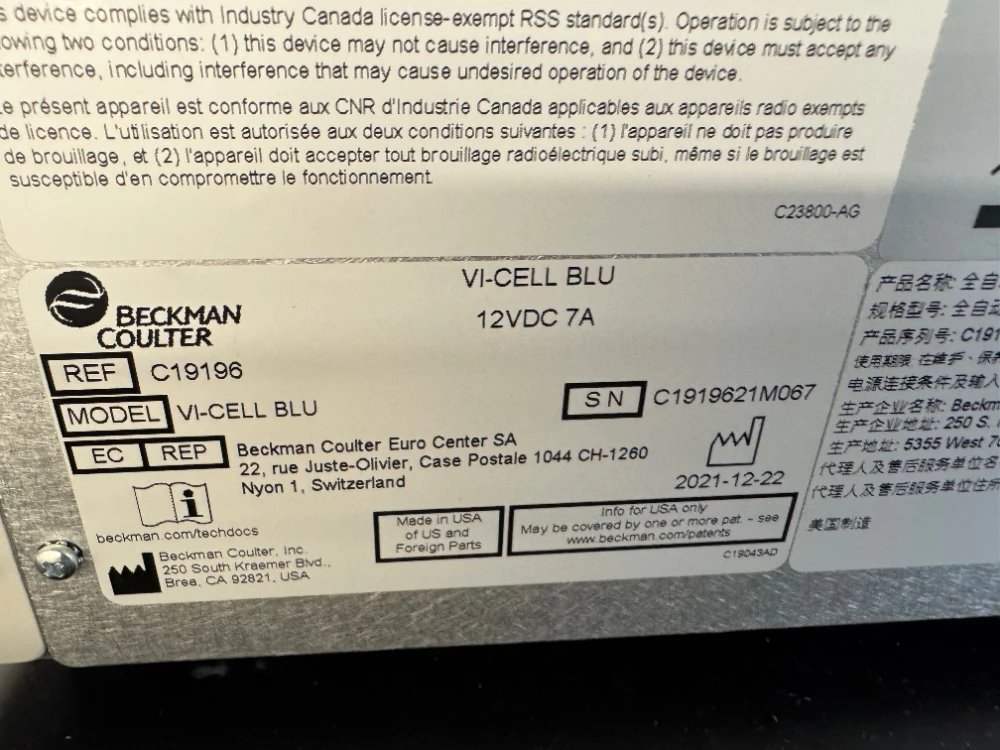 s device complies with Industry Canada license-exempt RSS standard(s). Operation is subject to the
owing two conditions: (1) this device may not cause interference, and (2) this device must accept any
erference, including interference that may cause undesired operation of the device.
e présent appareil est conforme aux CNR d'Industrie Canada applicables aux appareils radio exempts
de licence. L'utilisation est autorisée aux deux conditions suivantes : (1) l'appareil ne doit pas produire
de brouillage, et (2) l'appareil doit accepter tout brouillage radioélectrique subi, même si le brouillage est
susceptible d'en compromettre le fonctionnement
C23800-AG
BECKMAN
COULTER
VI-CELL BLU
12VDC 7A
REF C19196
MODEL VI-CELL BLU
SN C1919621M067
EC REP Beckman Coulter Euro Center SA
22, rue Juste-Olivier, Case Postale 1044 CH-1260
Nyon 1, Switzerland
2021-12-22
beckman.com/techdocs
Beckman Coulter, Inc.
250 South Kraemer Blvd.,
Brea, CA 92821, USA
Made in USA
of US and
Foreign Parts
Info for USA only
May be covered by one or more pat. - see
www.beckman.com/patents
C19043AD
产品名称: 全自
规格型号: 全自动
产品序列号: C191
使用期限: 在维护、保养
电源连接条件及输入
生产企业名称: Beckm
生产企业地址: 250 S.
生产地址: 5355 West 76
代理人及售后服务单位名
代理人及售后服务单位住所
美国制造